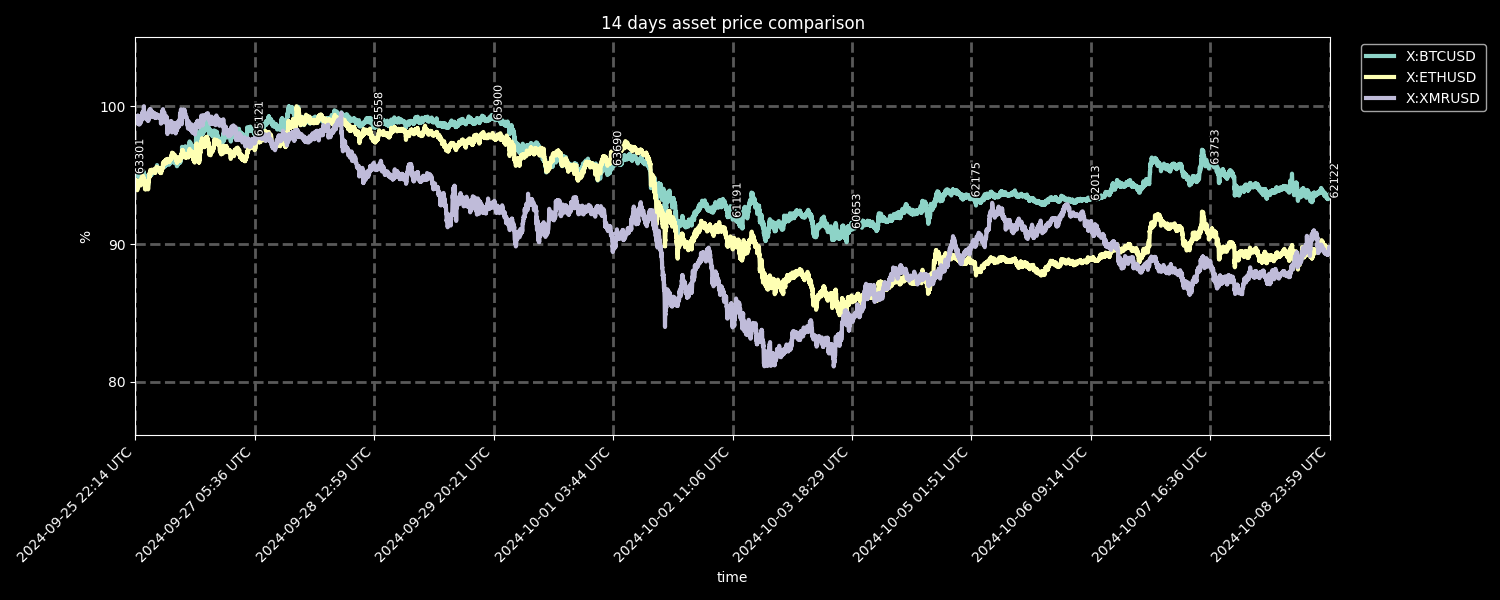 14 days asset price comparison
X:BTCUSD
X:ETHUSD
X:XMRUSD
100
90
80
%
63301
65121
65558
65900
63690
61191
60653
62175
62013
63753
62122
2024-09-25 22:14 UTC
2024-09-27 05:36 UTC
2024-09-28 12:59 UTC
2024-09-29 20:21 UTC
2024-10-01 03:44 UTC
2024-10-02 11:06 UTC
2024-10-03 18:29 UTC
2024-10-05 01:51 UTC
2024-10-06 09:14 UTC
2024-10-07 16:36 UTC
2024-10-08 23:59 UTC
time